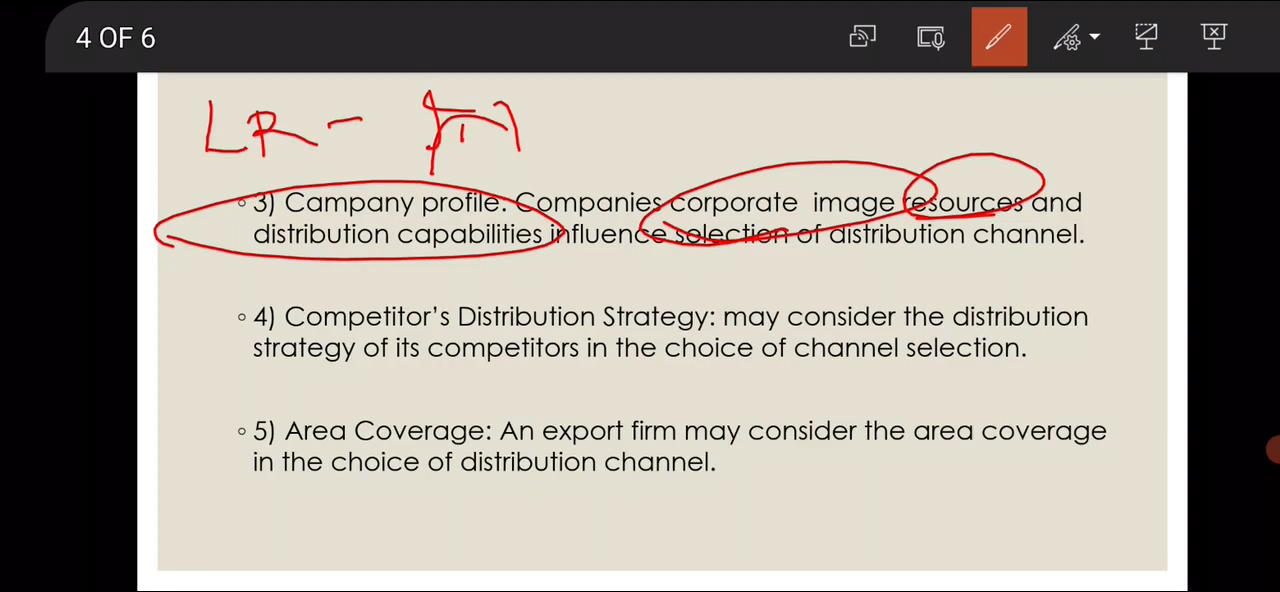 4 OF 6
LR -
◦ 3) Campany profile. Companies corporate image resources and
distribution capabilities influence selection of distribution channel.
◦ 4) Competitor’s Distribution Strategy: may consider the distribution
strategy of its competitors in the choice of channel selection.
◦ 5) Area Coverage: An export firm may consider the area coverage
in the choice of distribution channel.